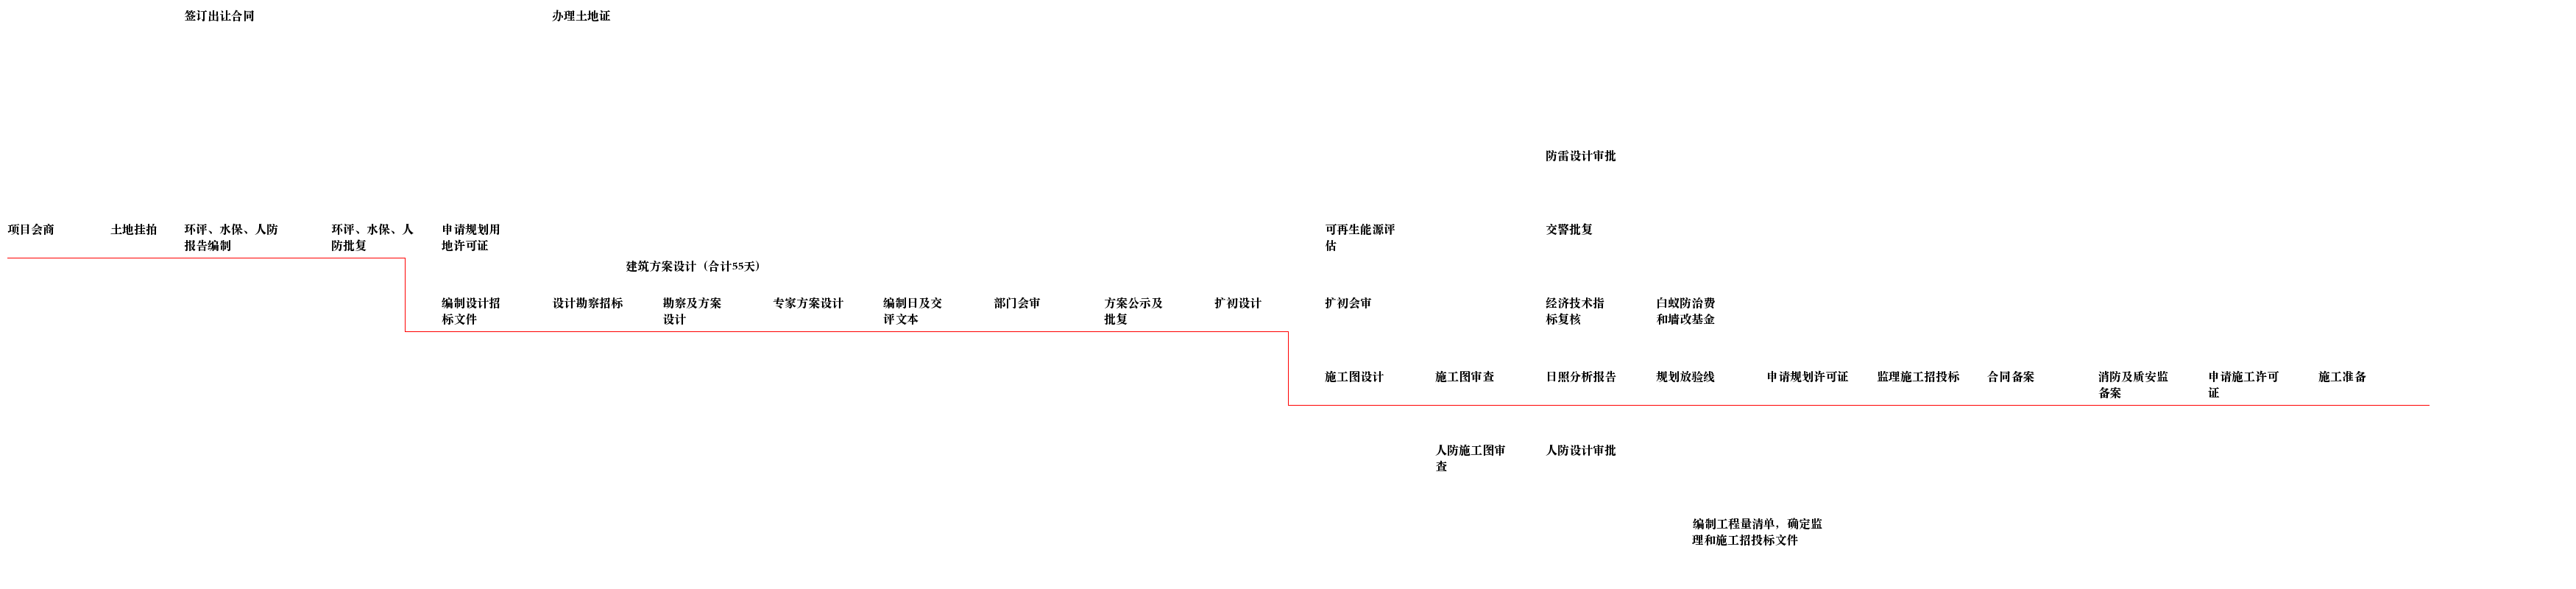 签订出让合同
办理土地证
防雷设计审批
项目会商
土地挂拍
环评、水保、人防
报告编制
环评、水保、人
防批复
申请规划用
地许可证
可再生能源评
估
交警批复
建筑方案设计（合计55天）
编制设计招
标文件
设计勘察招标
勘察及方案
设计
专家方案设计
编制日及交
评文本
部门会审
方案公示及
批复
扩初设计
扩初会审
经济技术指
标复核
白蚁防治费
和墙改基金
施工图设计
施工图审查
日照分析报告
规划放验线
申请规划许可证
监理施工招投标
合同备案
消防及质安监
备案
申请施工许可
证
施工准备
人防施工图审
查
人防设计审批
编制工程量清单，确定监
理和施工招投标文件